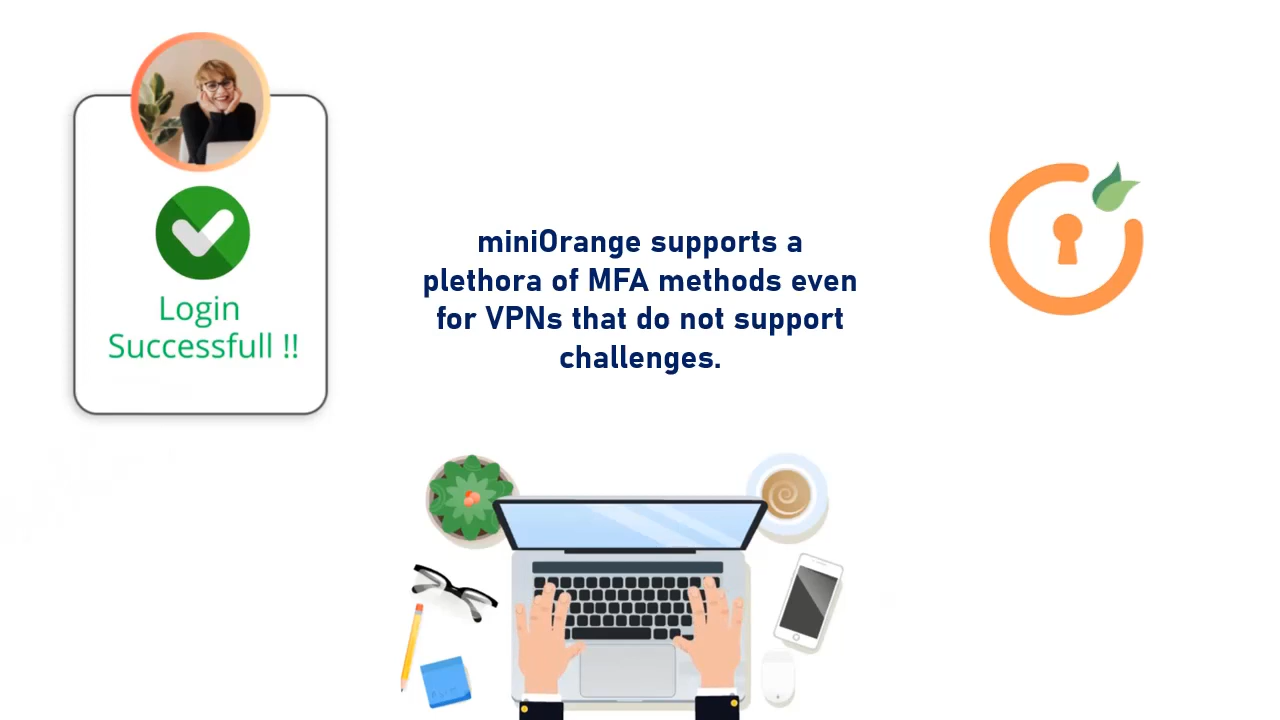 Login
Successfull !!
miniOrange supports a
plethora of MFA methods even
for VPNs that do not support
challenges.